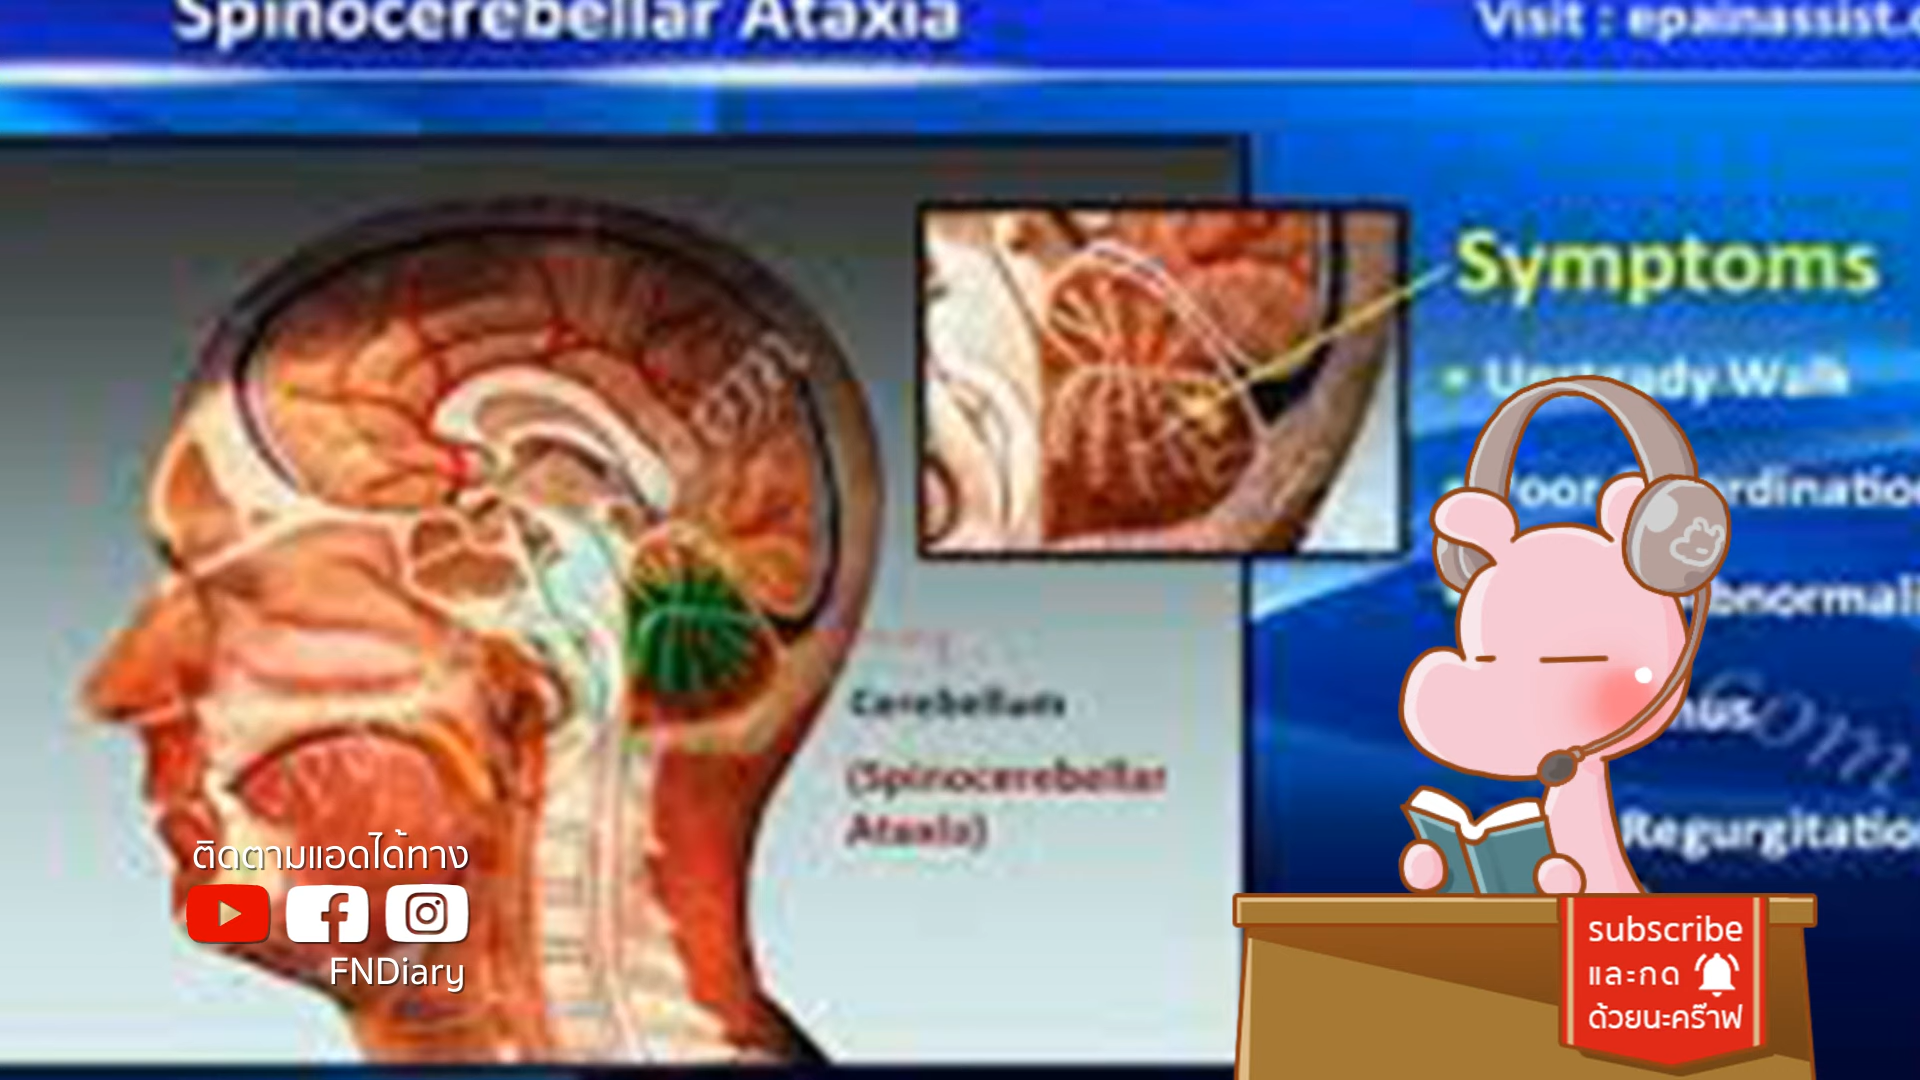 Spinocerebellar Ataxia
Visit : epainassist.
Symptoms
Walk
Cerebellum
(Spinocerebellar
Ataxia)
Regurgitatio
ติดตามแอดได้ทาง
FNDiary
subscribe
และกด
ด้วยนะคร๊าฟ